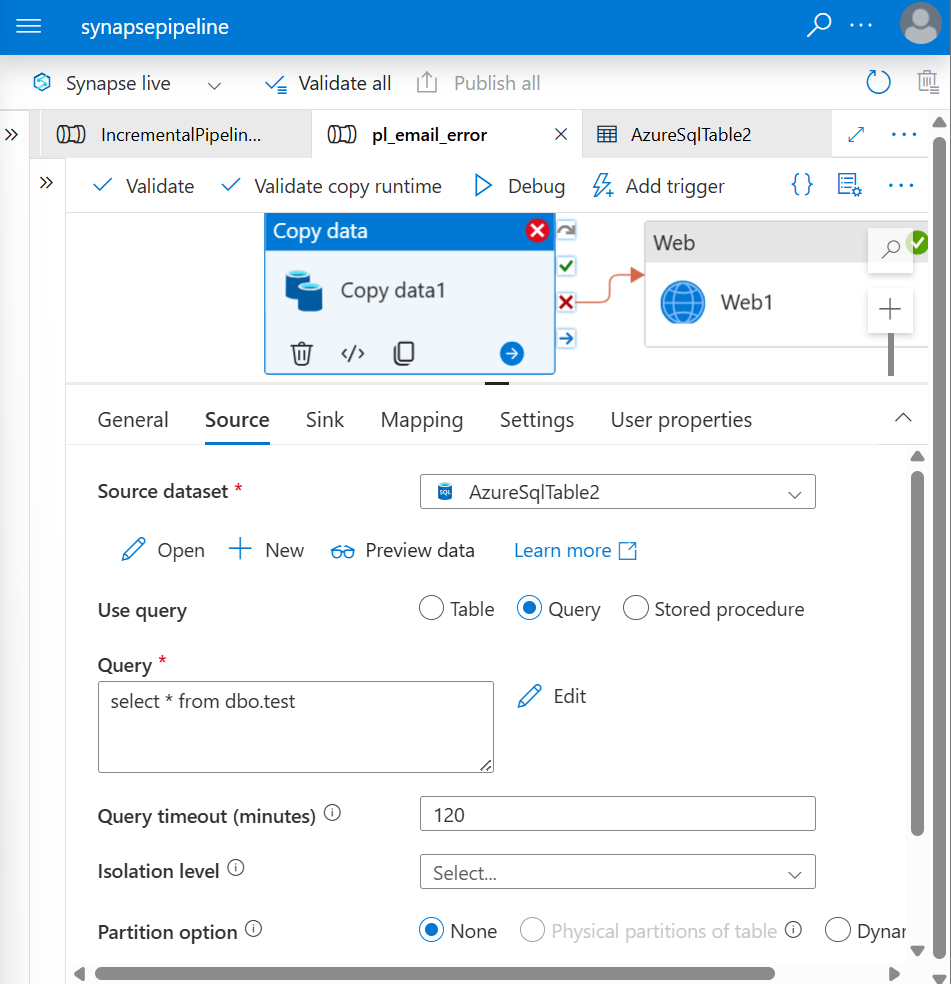 synapsepipeline
Synapse live Validate all Publish all
IncrementalPipelin... pl_email_error AzureSqlTable2
Validate Validate copy runtime Debug Add trigger
Copy data
Web
Copy data1
Web1
General Source Sink Mapping Settings User properties
Source dataset *
AzureSqlTable2
Open New Preview data Learn more
Use query
Table Query Stored procedure
Query *
select * from dbo.test
Edit
Query timeout (minutes)
120
Isolation level
Select...
Partition option
None Physical partitions of table